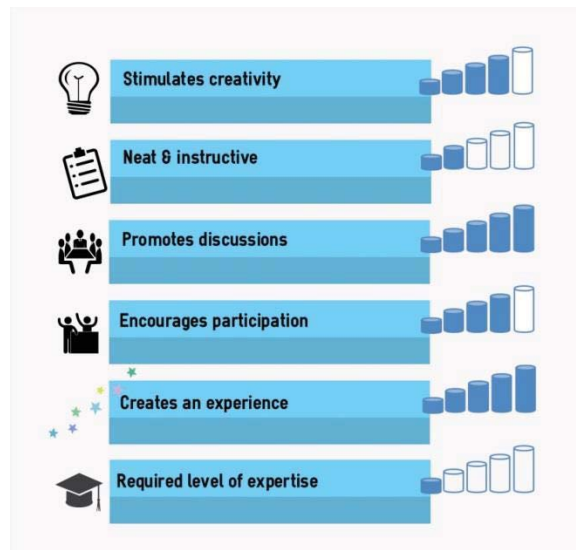 Stimulates creativity
Neat & instructive
Promotes discussions
Encourages participation
Creates an experience
Required level of expertise